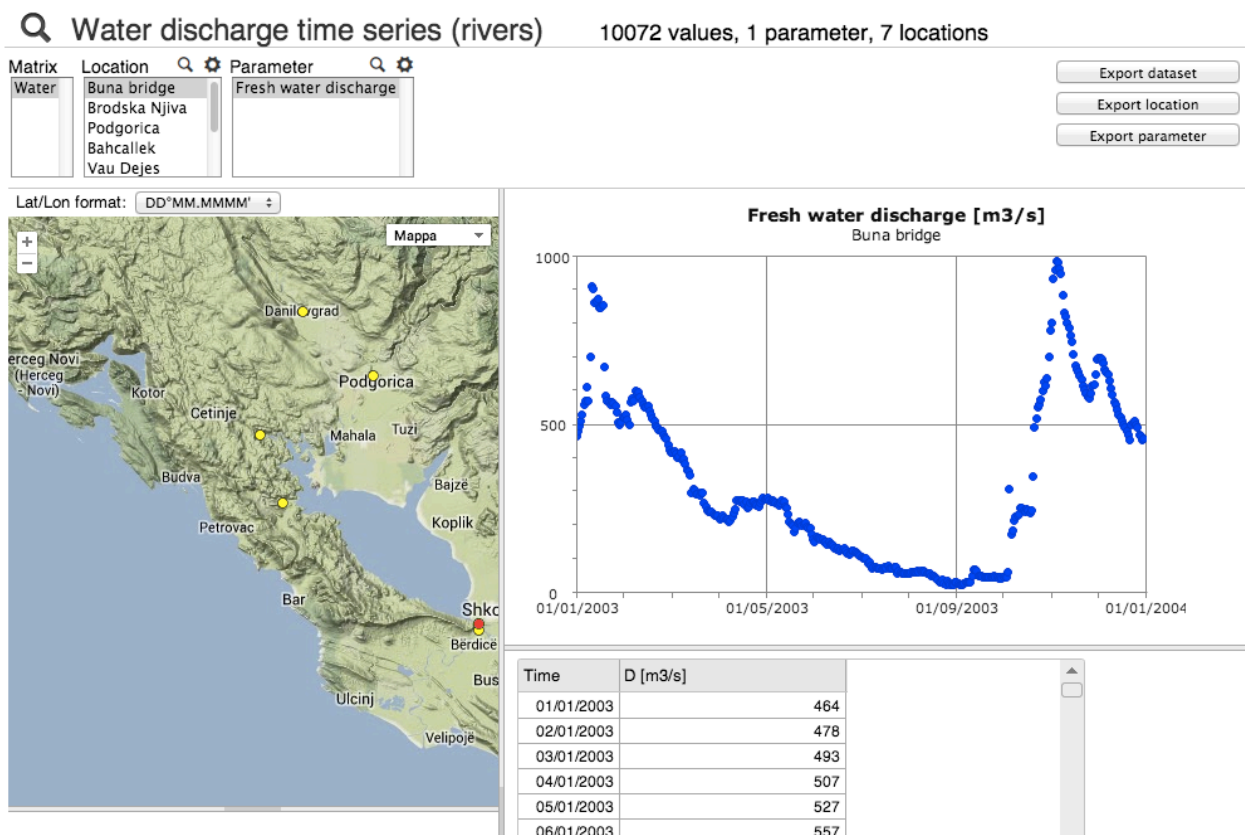 Water discharge time series (rivers) 10072 values, 1 parameter, 7 locations
Matrix Location Parameter
Water
Buna bridge
Brodska Njiva
Podgorica
Bahcallek
Vau Dejes
Fresh water discharge
Export dataset
Export location
Export parameter
Lat/Lon format: DD°MM.MMMM'
+
−
Mappa
Danilovgrad
erceg Novi
(Herceg
- Novi)
Kotor
Podgorica
Cetinje
Mahala
Tuzi
Budva
Bajzë
Petrovac
Koplik
Bar
Shko
Bërdicë
Bus
Ulcinj
Velipojë
Fresh water discharge [m3/s]
Buna bridge
1000
500
0
01/01/2003 01/05/2003 01/09/2003 01/01/2004
Time D [m3/s]
01/01/2003 464
02/01/2003 478
03/01/2003 493
04/01/2003 507
05/01/2003 527
06/01/2003 557